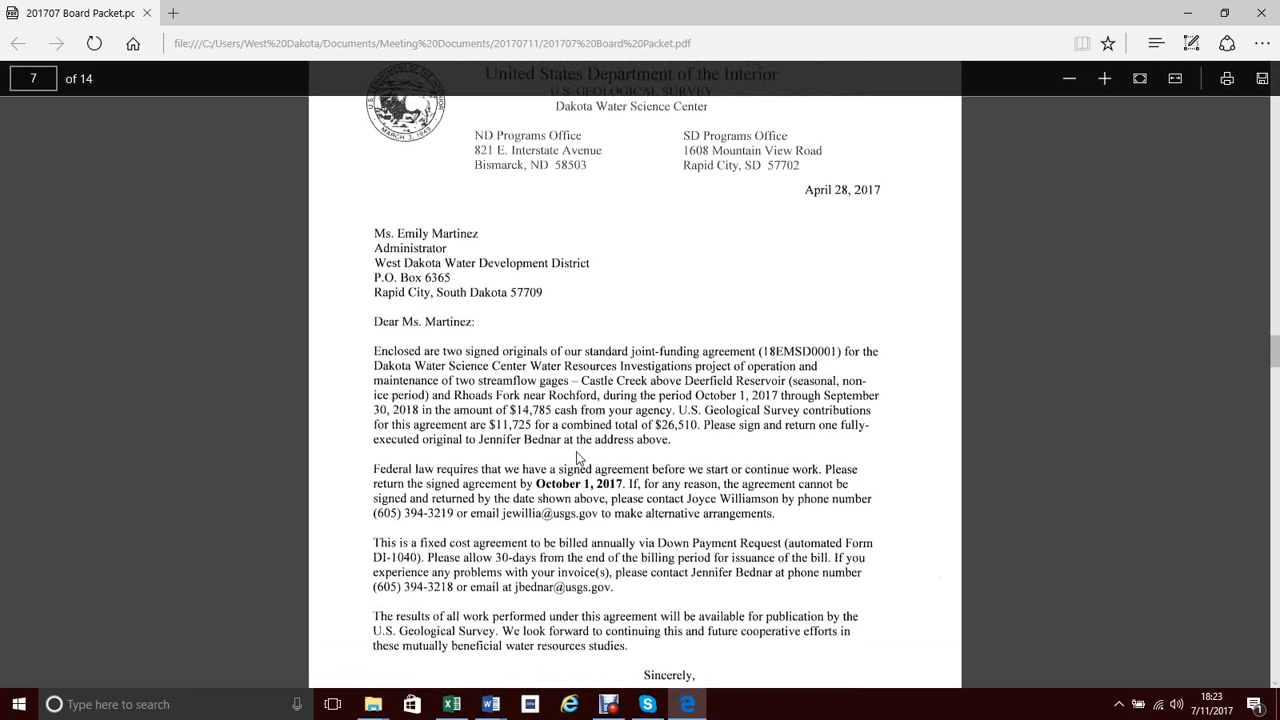 201707 Board Packet.pc
file:///C:/Users/West%20Dakota/Documents/Meeting%20Documents/20170711/201707%20Board%20Packet.pdf
7 of 14
United States Department of the Interior
U.S. GEOLOGICAL SURVEY
Dakota Water Science Center
MARCH 3, 1849
ND Programs Office
821 E. Interstate Avenue
Bismarck, ND 58503
SD Programs Office
1608 Mountain View Road
Rapid City, SD 57702
April 28, 2017
Ms. Emily Martinez
Administrator
West Dakota Water Development District
P.O. Box 6365
Rapid City, South Dakota 57709
Dear Ms. Martinez:
Enclosed are two signed originals of our standard joint-funding agreement (18EMSD0001) for the
Dakota Water Science Center Water Resources Investigations project of operation and
maintenance of two streamflow gages – Castle Creek above Deerfield Reservoir (seasonal, non-
ice period) and Rhoads Fork near Rochford, during the period October 1, 2017 through September
30, 2018 in the amount of $14,785 cash from your agency. U.S. Geological Survey contributions
for this agreement are $11,725 for a combined total of $26,510. Please sign and return one fully-
executed original to Jennifer Bednar at the address above.
Federal law requires that we have a signed agreement before we start or continue work. Please
return the signed agreement by October 1, 2017. If, for any reason, the agreement cannot be
signed and returned by the date shown above, please contact Joyce Williamson by phone number
(605) 394-3219 or email jewillia@usgs.gov to make alternative arrangements.
This is a fixed cost agreement to be billed annually via Down Payment Request (automated Form
DI-1040). Please allow 30-days from the end of the billing period for issuance of the bill. If you
experience any problems with your invoice(s), please contact Jennifer Bednar at phone number
(605) 394-3218 or email at jbednar@usgs.gov.
The results of all work performed under this agreement will be available for publication by the
U.S. Geological Survey. We look forward to continuing this and future cooperative efforts in
these mutually beneficial water resources studies.
Sincerely,
Type here to search
18:23
7/11/2017